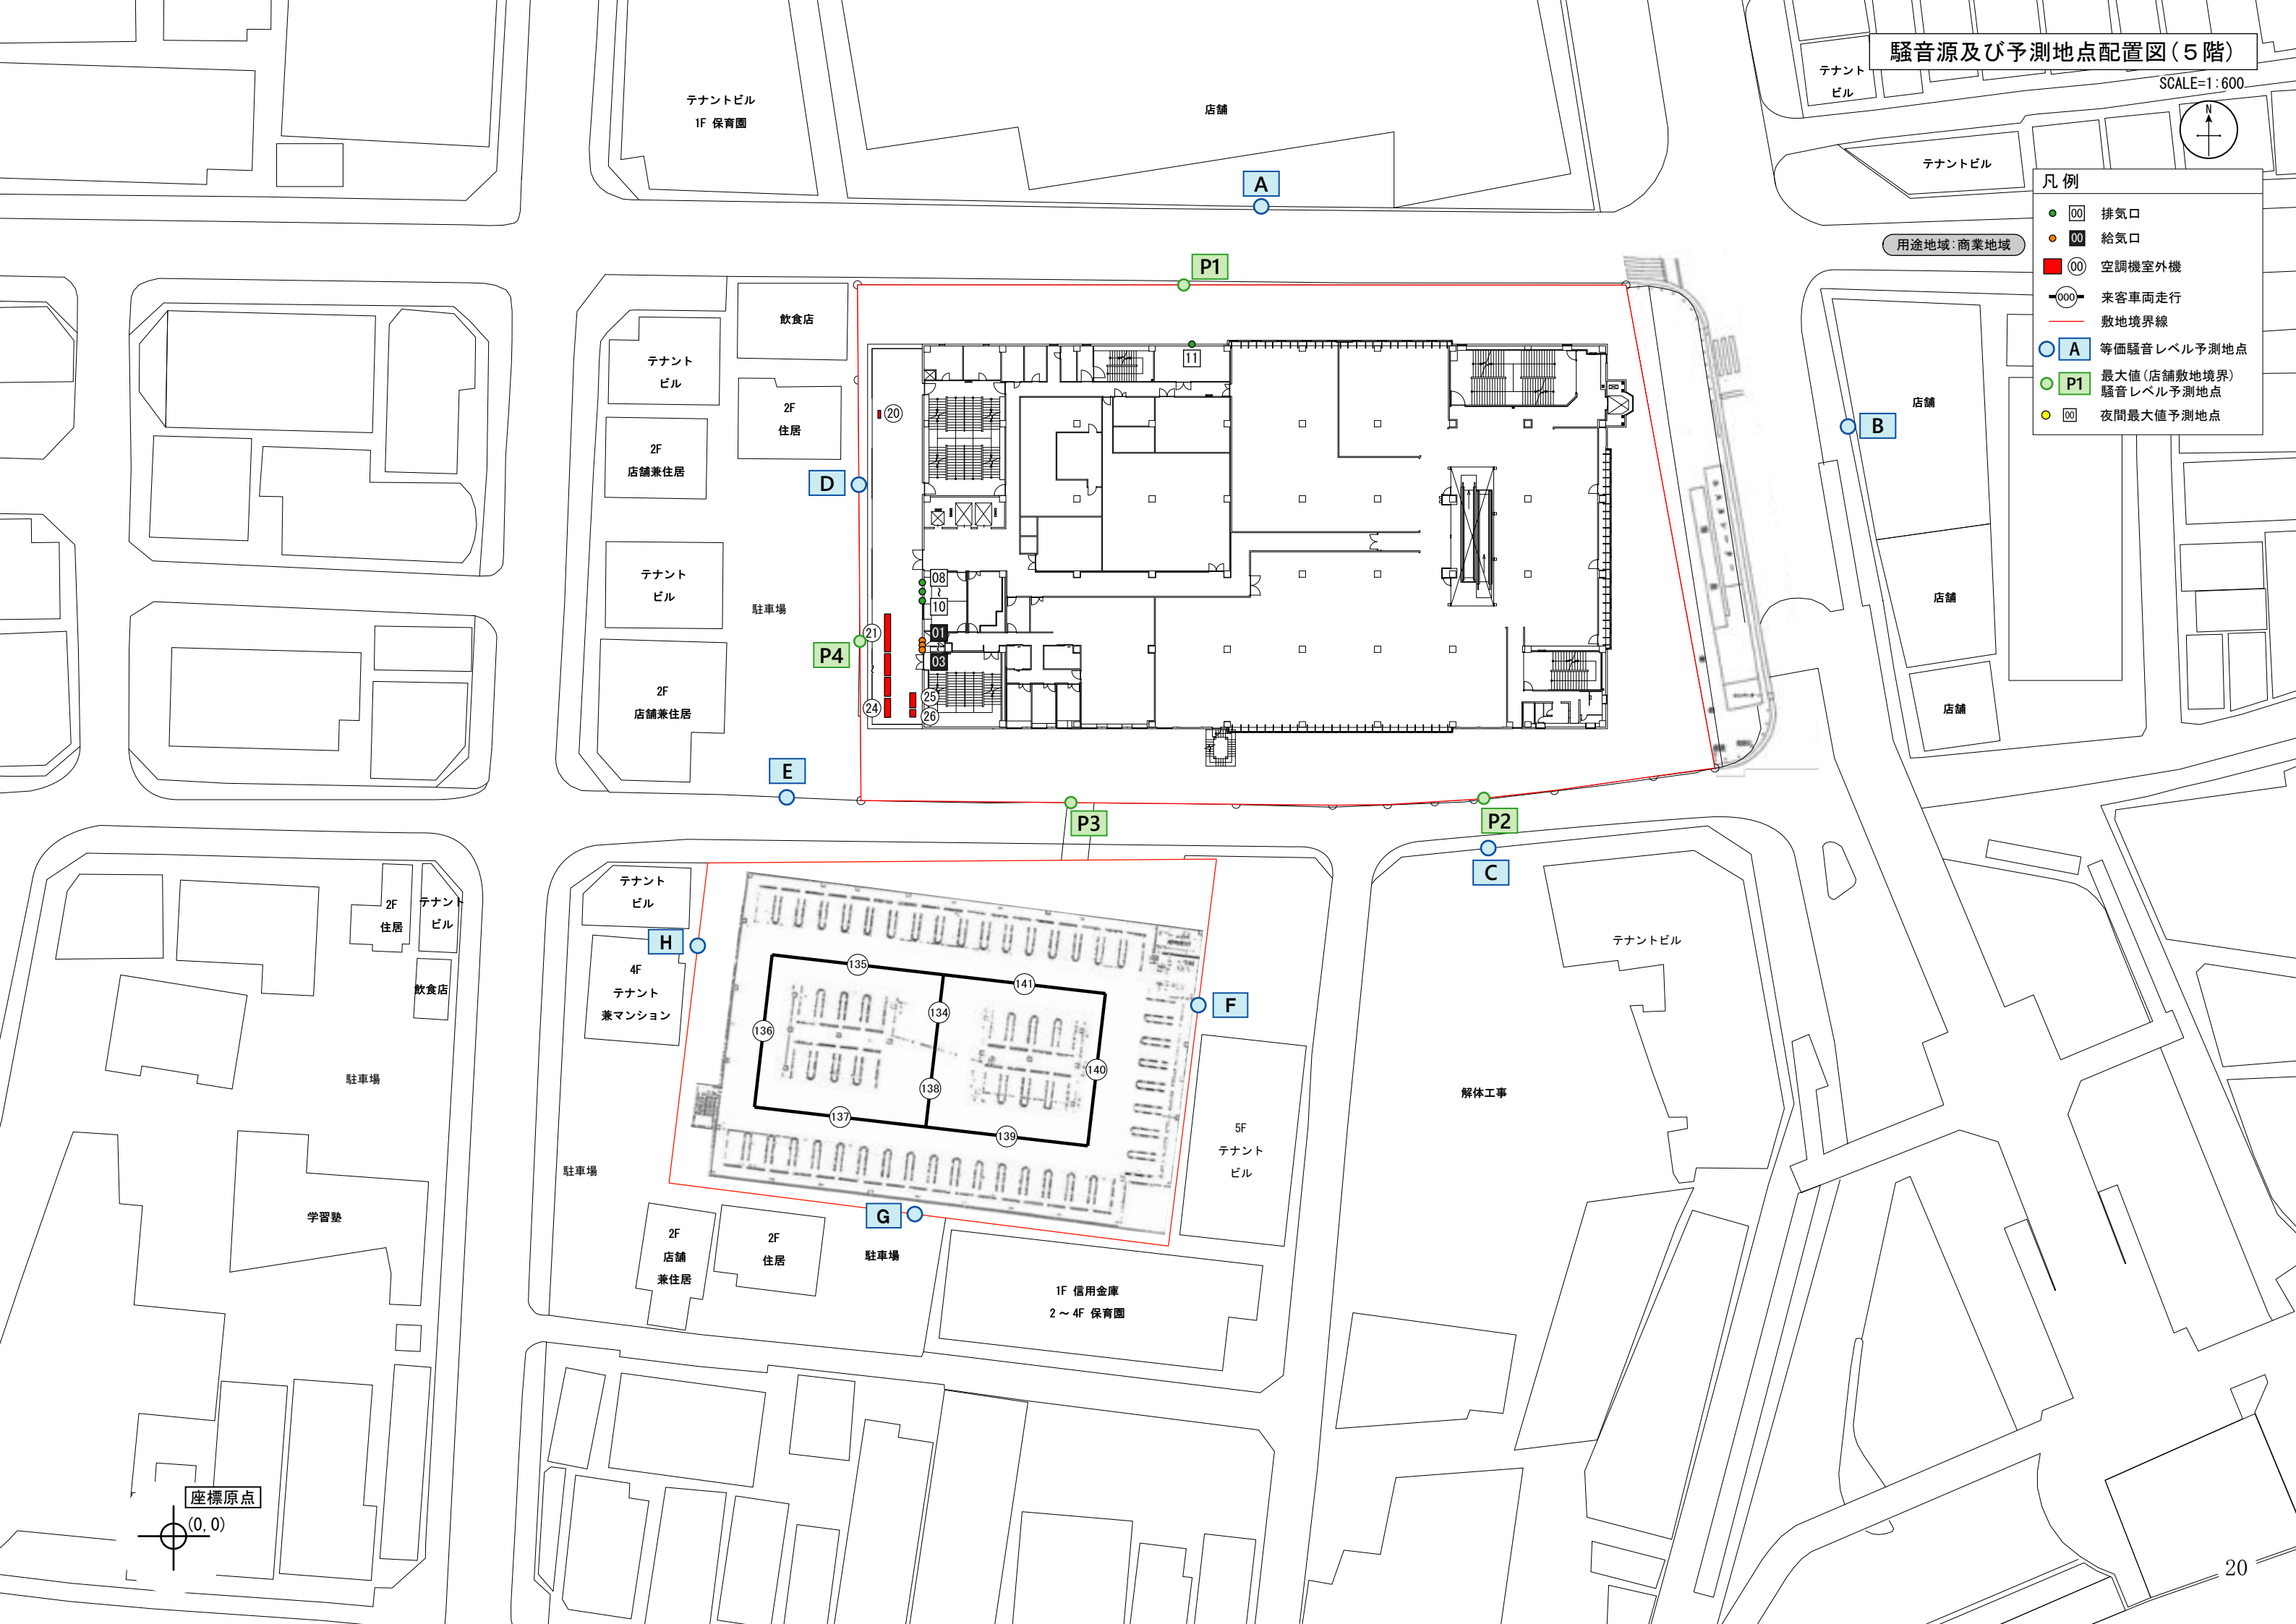 騒音源及び予測地点配置図(５階)
SCALE=1:600
N
凡例
00 排気口
00 給気口
00 空調機室外機
000 来客車両走行
敷地境界線
A 等価騒音レベル予測地点
P1 最大値(店舗敷地境界)
騒音レベル予測地点
00 夜間最大値予測地点
用途地域:商業地域
テナント
ビル
テナントビル
テナントビル
1F 保育園
店舗
A
P1
飲食店
テナント
ビル
2F
住居
2F
店舗兼住居
11
20
D
B
店舗
店舗
店舗
テナント
ビル
駐車場
08
～
10
21
～
24
01
03
25
26
P4
2F
店舗兼住居
E
P3
P2
C
テナント
ビル
2F
住居
テナント
ビル
飲食店
H
4F
テナント
兼マンション
135
141
134
136
138
140
137
139
F
テナントビル
解体工事
駐車場
駐車場
5F
テナント
ビル
学習塾
G
2F
店舗
兼住居
2F
住居
駐車場
1F 信用金庫
2～4F 保育園
座標原点
(0,0)
20